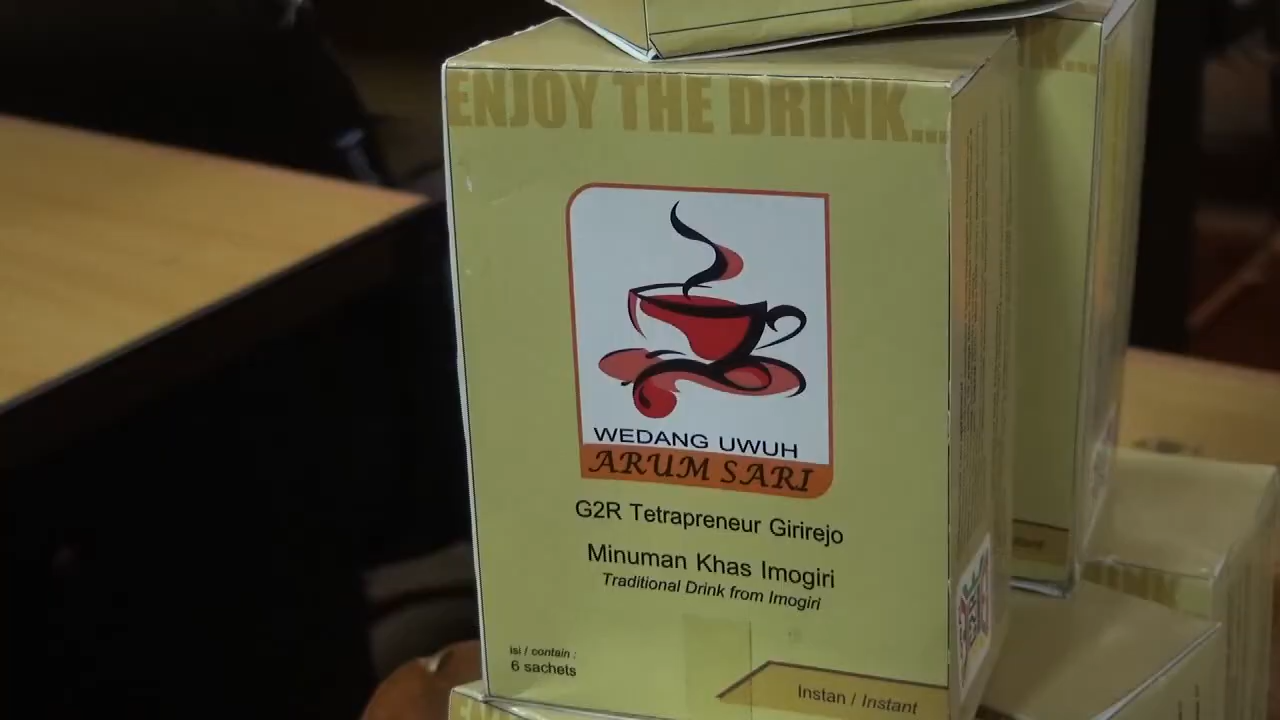 ENJOY THE DRINK...
WEDANG UWUH
ARUM SARI
G2R Tetrapreneur Girirejo
Minuman Khas Imogiri
Traditional Drink from Imogiri
isi / contain :
6 sachets
Instan / Instant